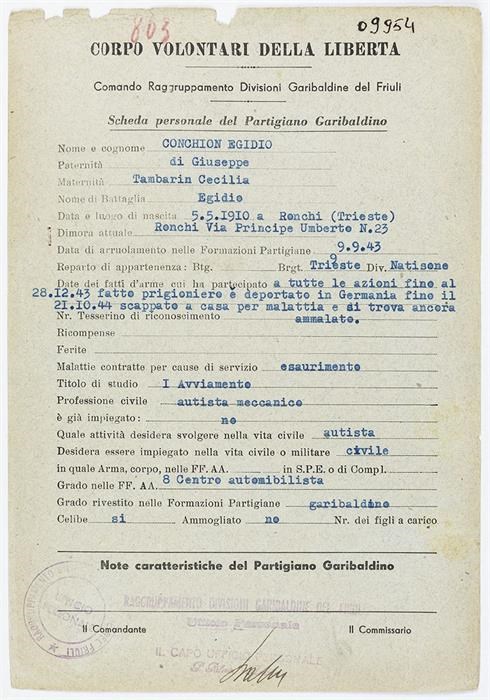 803
09954
CORPO VOLONTARI DELLA LIBERTA
Comando Raggruppamento Divisioni Garibaldine del Friuli
Scheda personale del Partigiano Garibaldino
Nome e cognome CONCHION EGIDIO
Paternità di Giuseppe
Maternità Tambarin Cecilia
Nome di Battaglia Egidio
Data e luogo di nascita 5.5.1910 a Ronchi (Trieste)
Dimora attuale Ronchi Via Principe Umberto N.23
Data di arruolamento nelle Formazioni Partigiane 9.9.43
Reparto di appartenenza: Btg. Brgt. Trieste Div. Natisone
Date dei fatti d'arme cui ha partecipato a tutte le azioni fino al
28.12.43 fatto prigioniero è deportato in Germania fino il
21.10.44 scappato a casa per malattia e si trova ancora
Nr. Tesserino di riconoscimento ammalato.
Ricompense
Ferite
Malattie contratte per cause di servizio esaurimento
Titolo di studio I Avviamento
Professione civile autista meccanico
è già impiegato: no
Quale attività desidera svolgere nella vita civile autista
Desidera essere impiegato nella vita civile o militare civile
in quale Arma, corpo, nelle FF. AA. in S.P.E. o di Compl.
Grado nelle FF. AA. 8 Centro automibilista
Grado rivestito nelle Formazioni Partigiane garibaldino
Celibe si Ammogliato no Nr. dei figli a carico
Note caratteristiche del Partigiano Garibaldino
RAGGRUPPAMENTO DIVISIONI GARIBALDINE DEL FRIULI
Ufficio Personale
Il Comandante Il Commissario
IL CAPO UFFICIO PERSONALE
UFFICIO PERSONALE
FRIULI